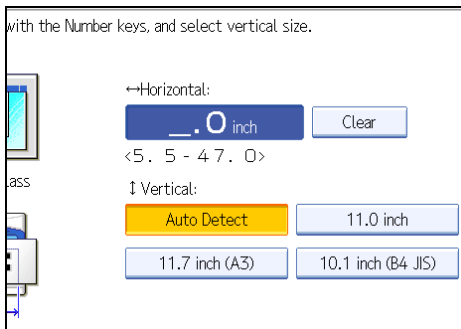 with the Number keys, and select vertical size.
↔Horizontal:
_.0 inch
Clear
<5. 5 - 47. 0>
↕Vertical:
Auto Detect
11.0 inch
11.7 inch (A3)
10.1 inch (B4 JIS)